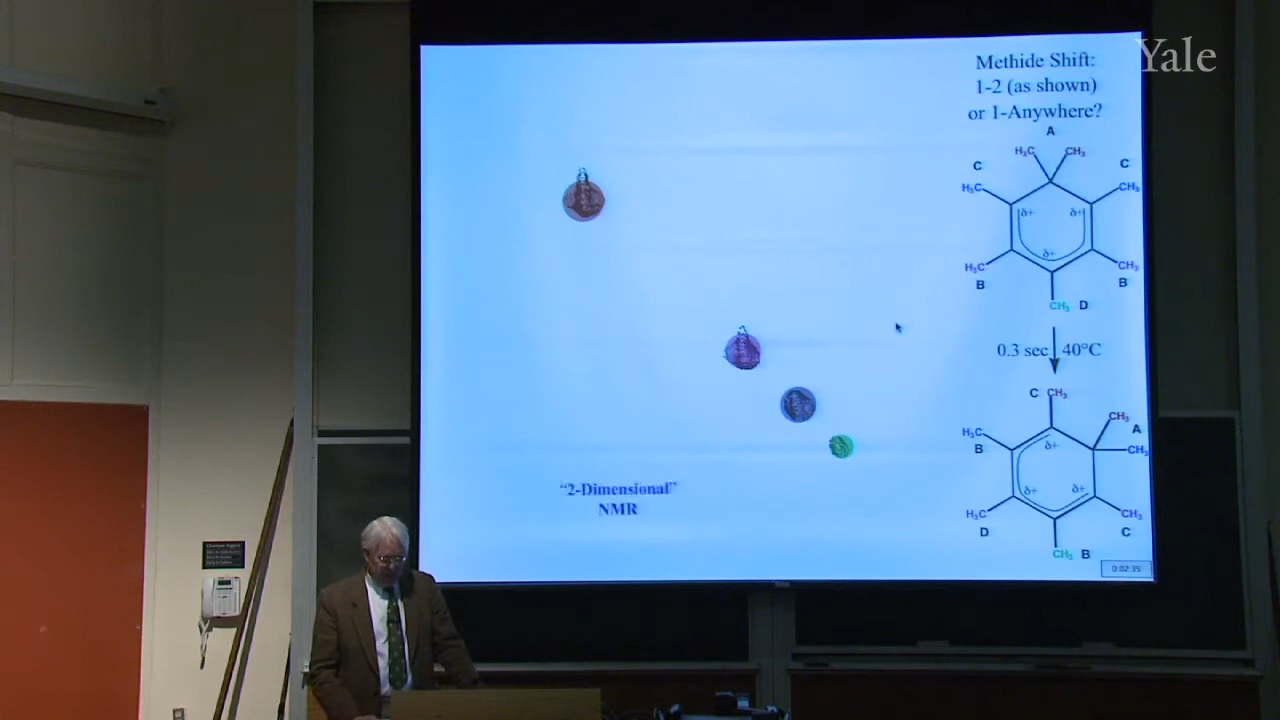 Yale
Methide Shift:
1-2 (as shown)
or 1-Anywhere?
A
H₃C CH₃
C C
H₃C CH₃
δ+ δ+
δ+
H₃C CH₃
B B
CH₃ D
0.3 sec 40°C
C CH₃
CH₃
H₃C A
δ+
B CH₃
δ+ δ+
H₃C CH₃
D C
CH₃ B
"2-Dimensional"
NMR
0:02:35